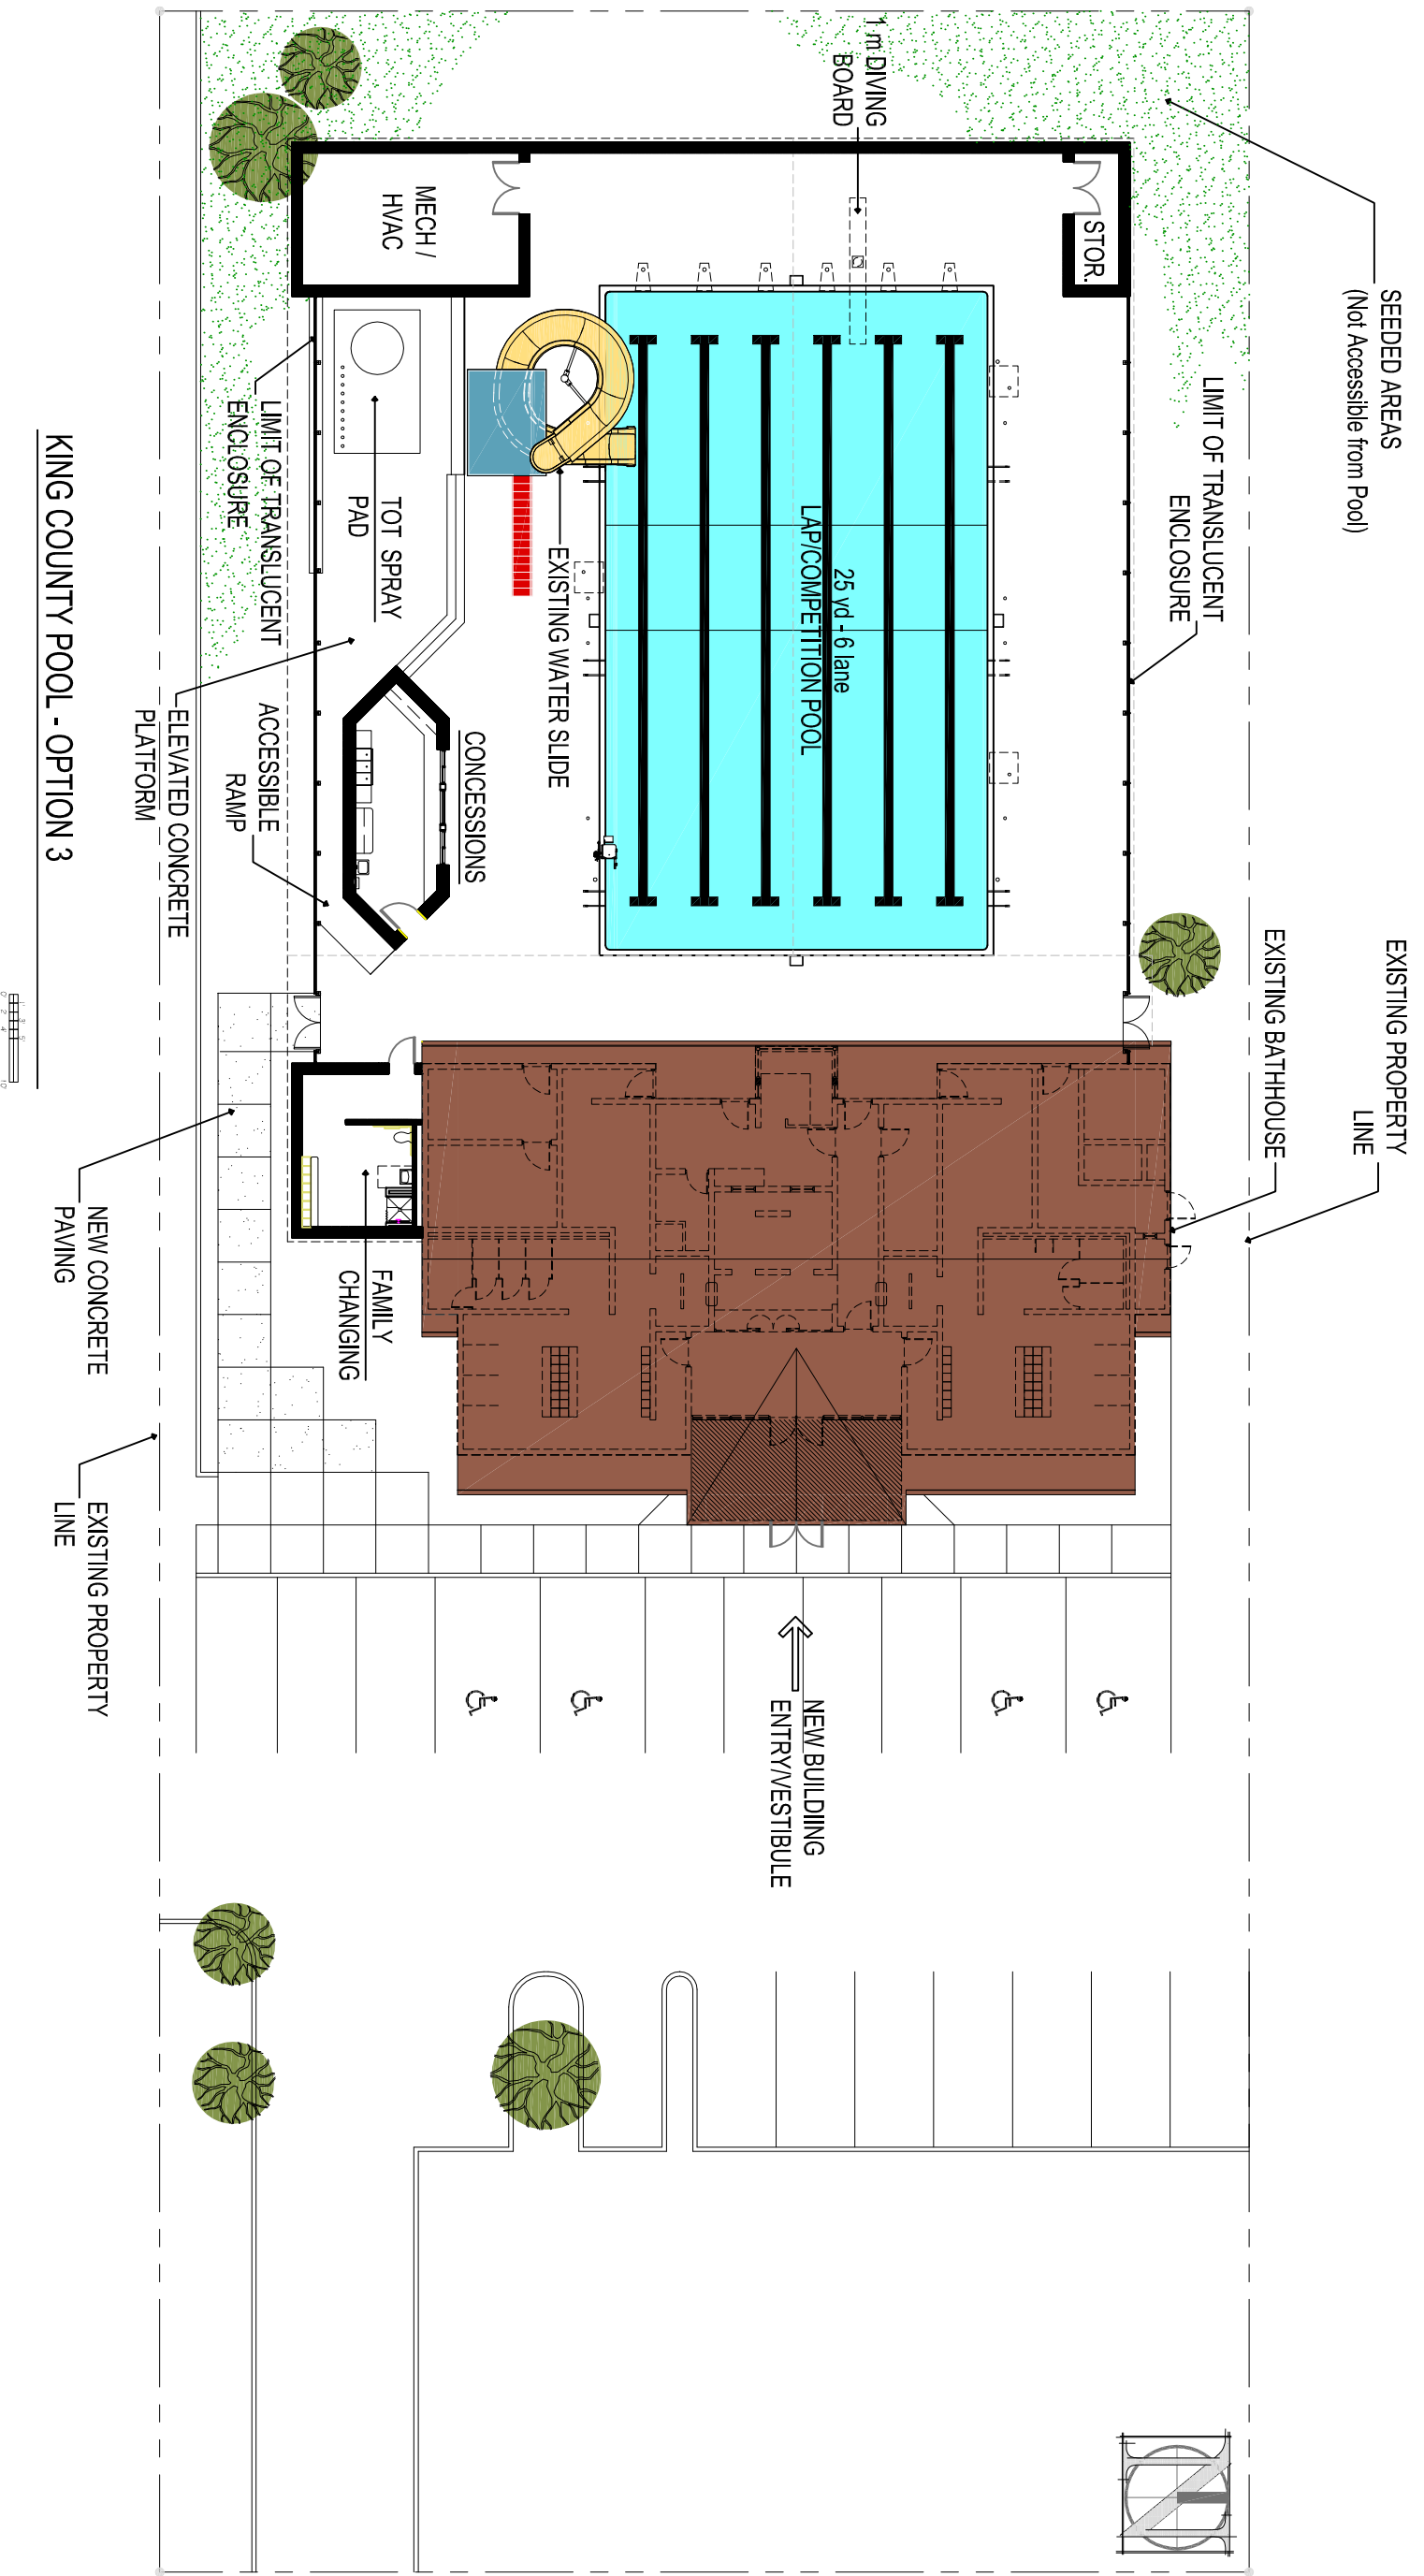 SEEDED AREAS
(Not Accessible from Pool)
LIMIT OF TRANSLUCENT
ENCLOSURE
EXISTING BATHHOUSE
EXISTING PROPERTY
LINE
1 m DIVING
BOARD
STOR.
25 yd - 6 lane
LAP/COMPETITION POOL
NEW BUILDIING
ENTRY/VESTIBULE
MECH /
HVAC
EXISTING WATER SLIDE
CONCESSIONS
TOT SPRAY
PAD
FAMILY
CHANGING
LIMIT OF TRANSLUCENT
ENCLOSURE
ACCESSIBLE
RAMP
ELEVATED CONCRETE
PLATFORM
NEW CONCRETE
PAVING
EXISTING PROPERTY
LINE
KING COUNTY POOL - OPTION 3